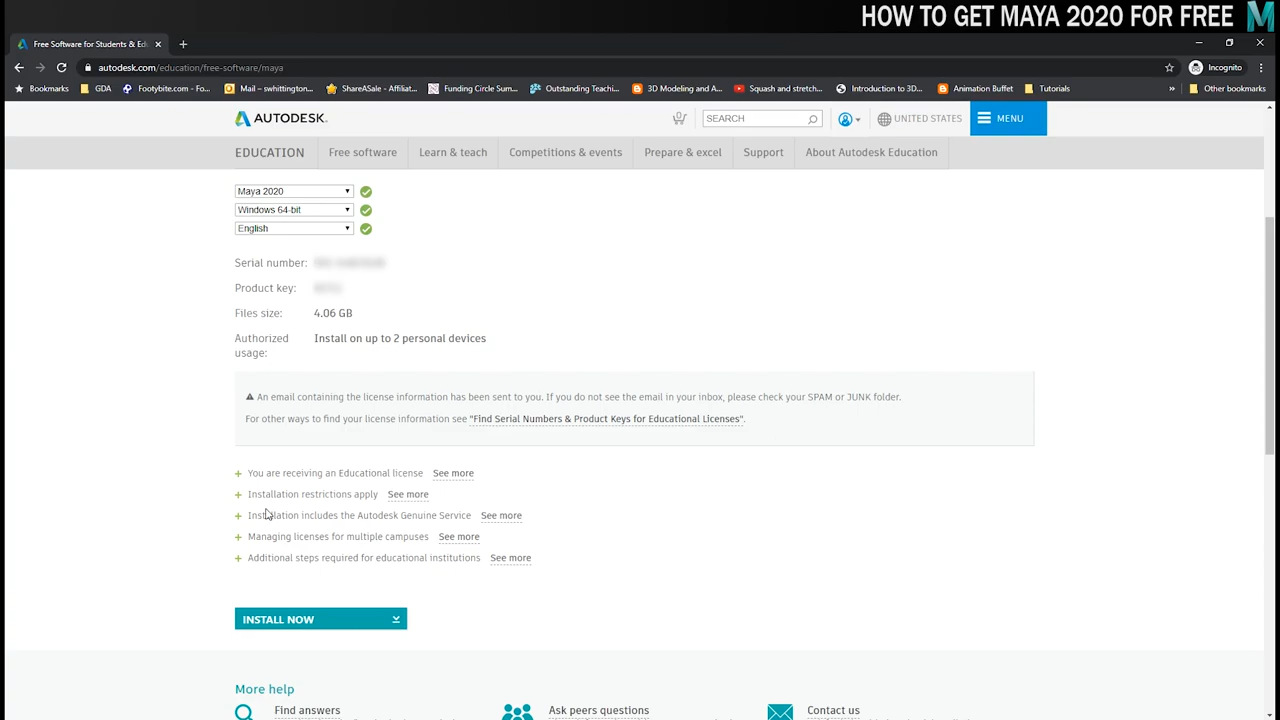 HOW TO GET MAYA 2020 FOR FREE
Free Software for Students & Ed
autodesk.com/education/free-software/maya
Incognito
Bookmarks GDA Footybite.com - Fo... Mail – swhittington... ShareASale - Affiliat... Funding Circle Sum... Outstanding Teachi... 3D Modeling and A... Squash and stretch... Introduction to 3D... Animation Buffet Tutorials » Other bookmarks
AUTODESK. 0 SEARCH UNITED STATES MENU
EDUCATION Free software Learn & teach Competitions & events Prepare & excel Support About Autodesk Education
Maya 2020
Windows 64-bit
English
Serial number:
Product key:
Files size: 4.06 GB
Authorized usage: Install on up to 2 personal devices
An email containing the license information has been sent to you. If you do not see the email in your inbox, please check your SPAM or JUNK folder.
For other ways to find your license information see "Find Serial Numbers & Product Keys for Educational Licenses".
+ You are receiving an Educational license See more
+ Installation restrictions apply See more
+ Installation includes the Autodesk Genuine Service See more
+ Managing licenses for multiple campuses See more
+ Additional steps required for educational institutions See more
INSTALL NOW
More help
Find answers Ask peers questions Contact us